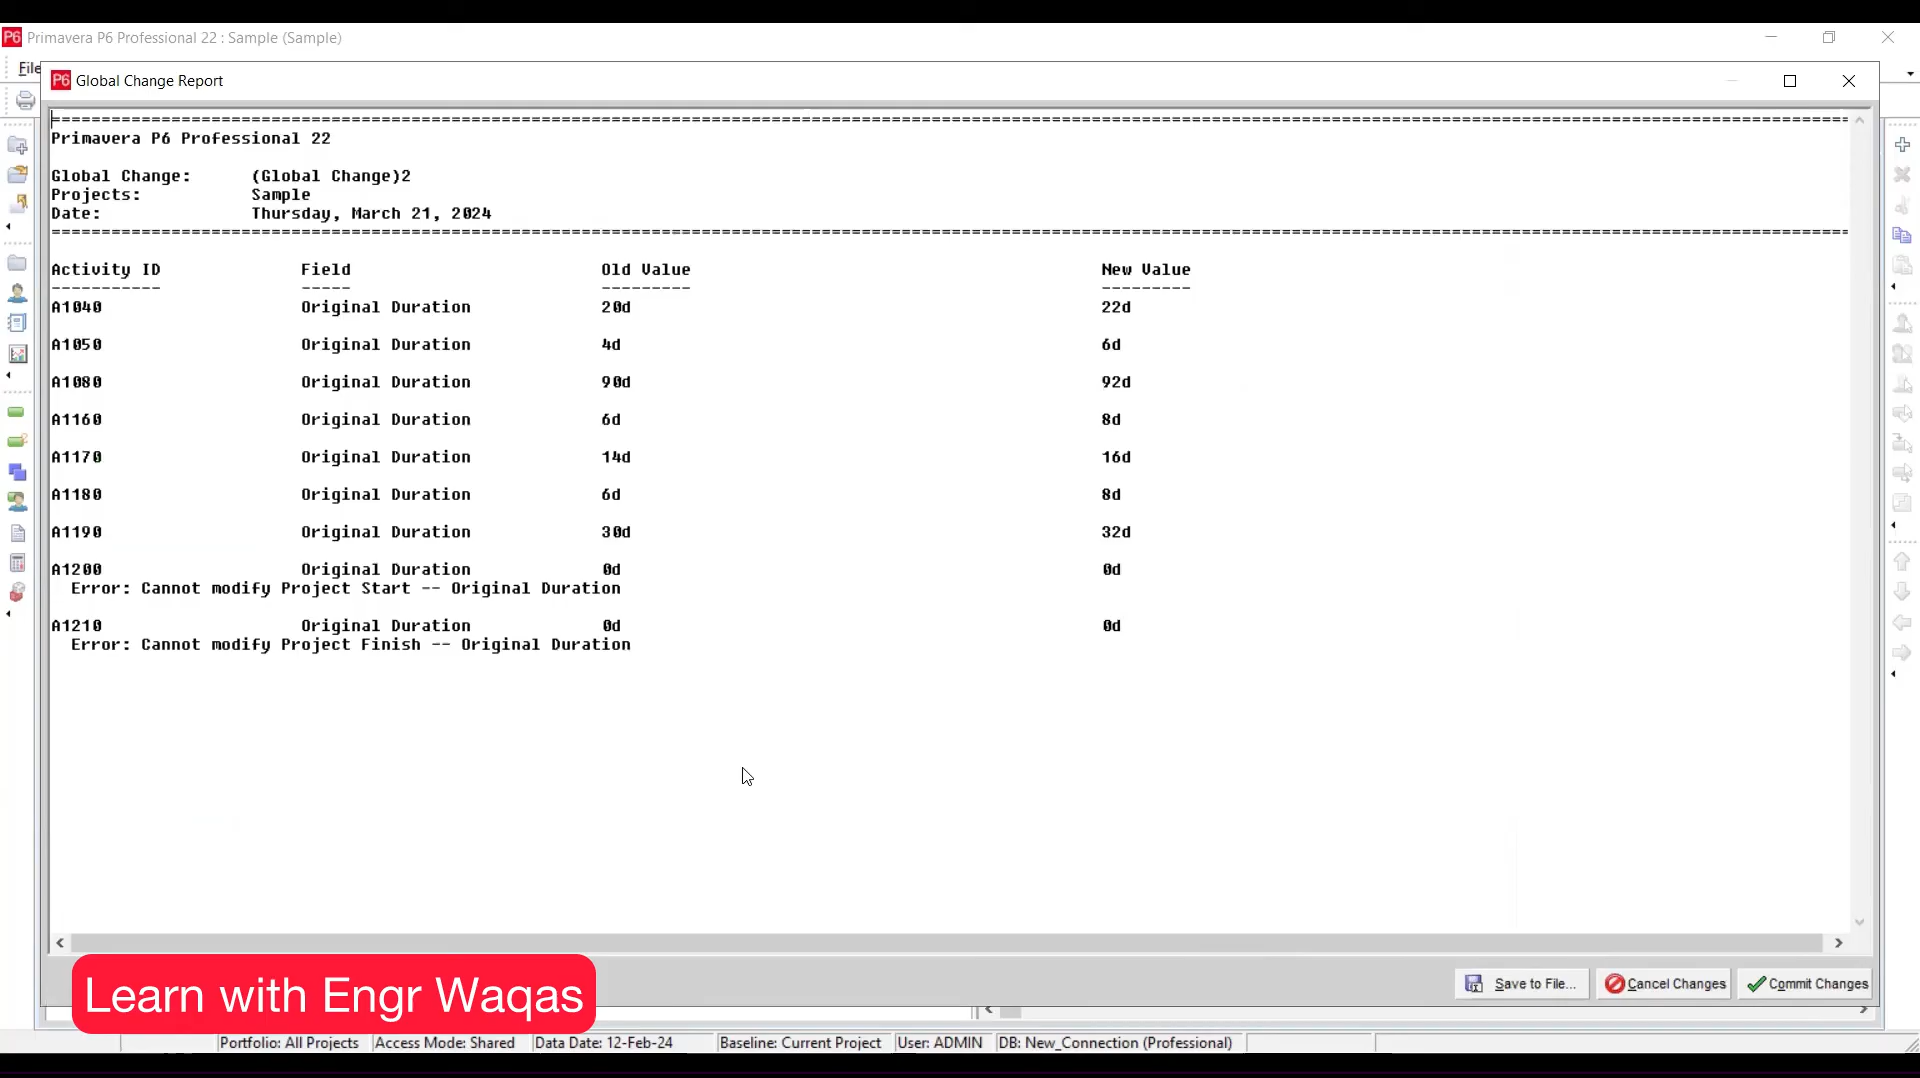 P6 Primavera P6 Professional 22 : Sample (Sample)
File
P6 Global Change Report
================================================================================
Primavera P6 Professional 22
Global Change: (Global Change)2
Projects: Sample
Date: Thursday, March 21, 2024
================================================================================
Activity ID Field Old Value New Value
----------- ----- --------- ---------
A1040 Original Duration 20d 22d
A1050 Original Duration 4d 6d
A1080 Original Duration 90d 92d
A1160 Original Duration 6d 8d
A1170 Original Duration 14d 16d
A1180 Original Duration 6d 8d
A1190 Original Duration 30d 32d
A1200 Original Duration 0d 0d
Error: Cannot modify Project Start -- Original Duration
A1210 Original Duration 0d 0d
Error: Cannot modify Project Finish -- Original Duration
Save to File... Cancel Changes Commit Changes
Learn with Engr Waqas
Portfolio: All Projects Access Mode: Shared Data Date: 12-Feb-24 Baseline: Current Project User: ADMIN DB: New_Connection (Professional)